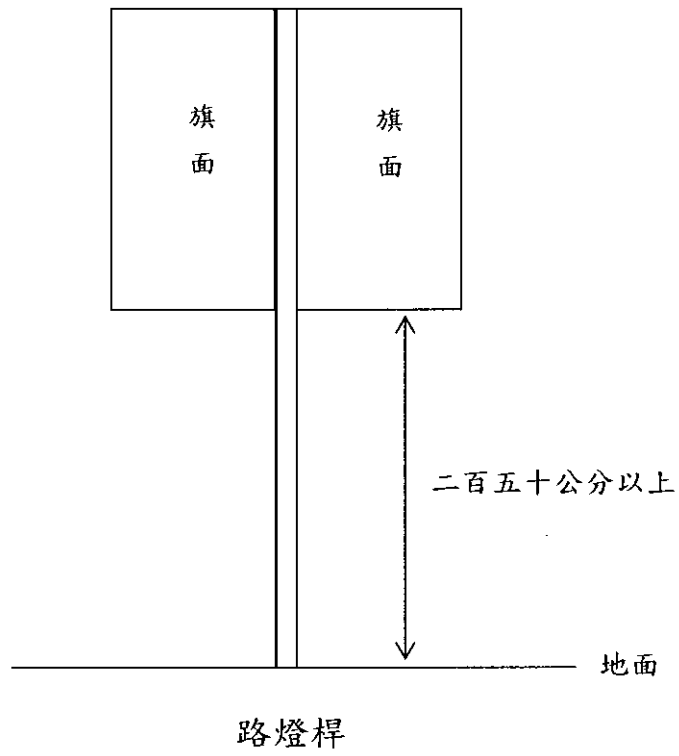 旗面
旗面
二百五十公分以上
地面
路燈桿